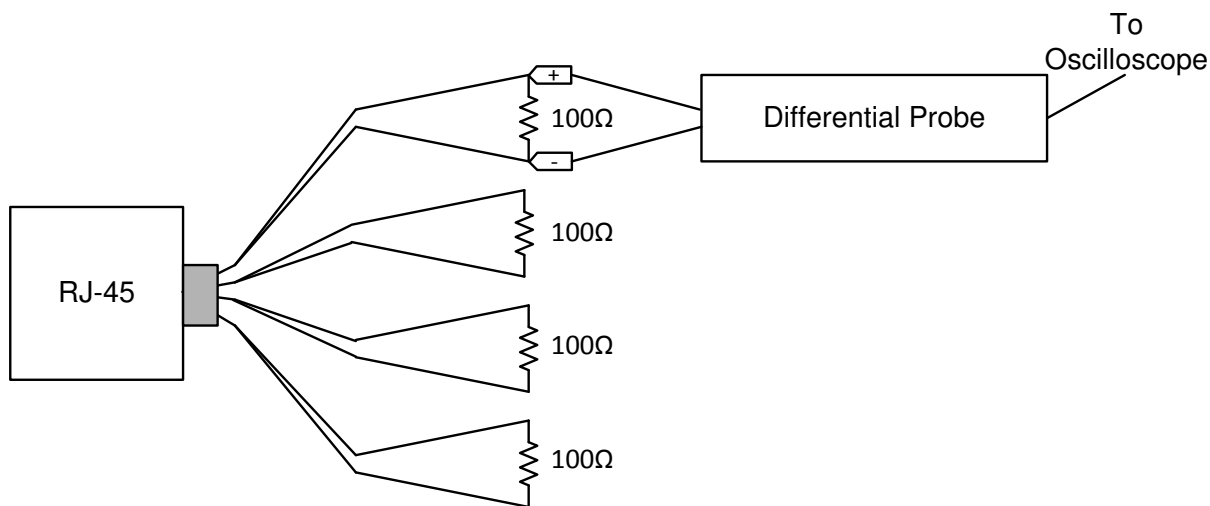 To
Oscilloscope
+
100Ω
Differential Probe
-
100Ω
RJ-45
100Ω
100Ω